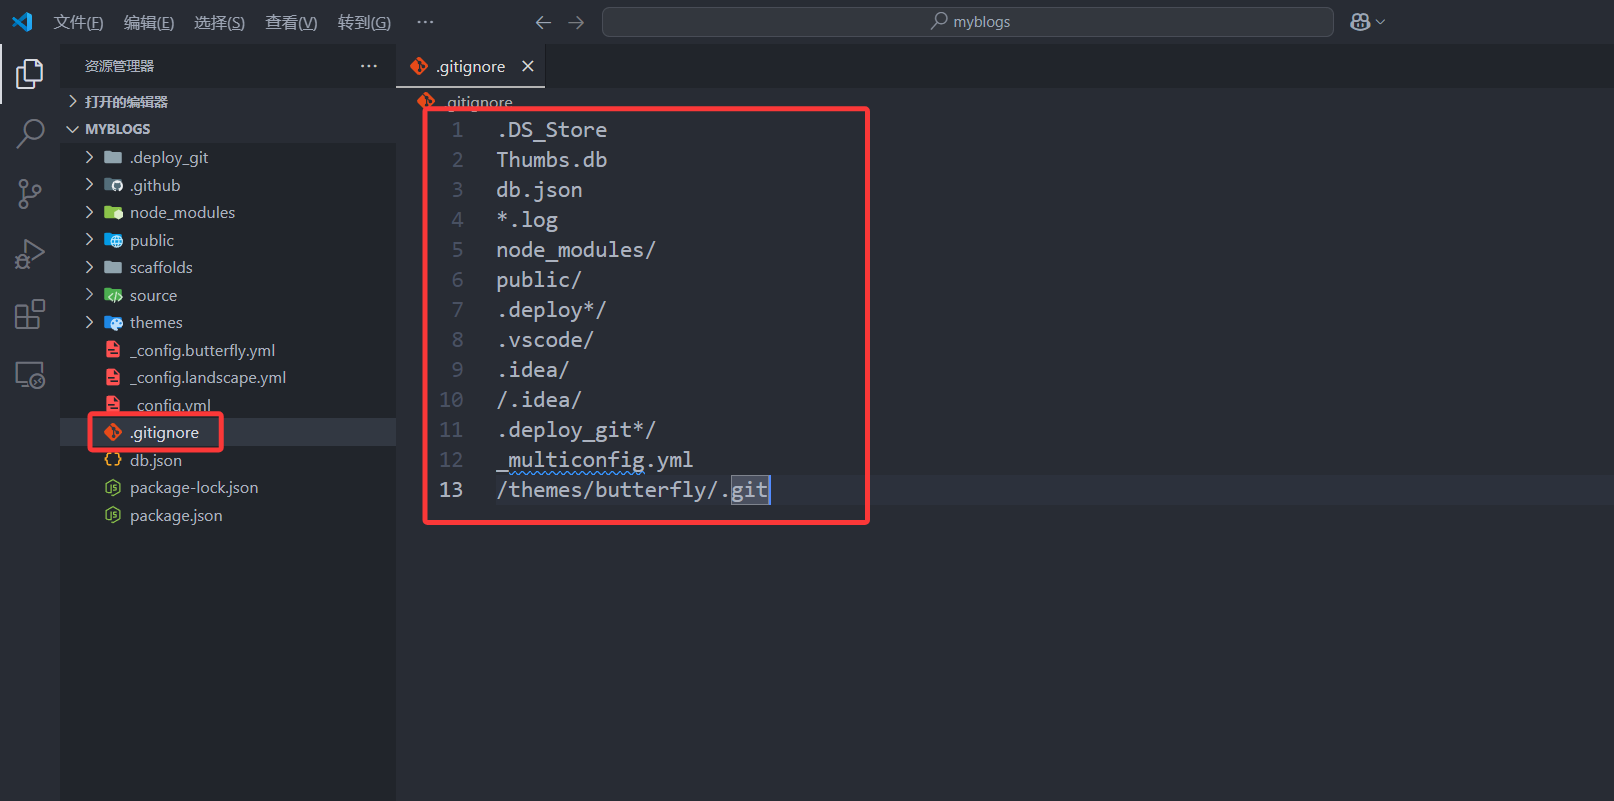 文件(F) 编辑(E) 选择(S) 查看(V) 转到(G) ··· myblogs
资源管理器 ···
.gitignore
打开的编辑器
MYBLOGS
.deploy_git
.github
node_modules
public
scaffolds
source
themes
_config.butterfly.yml
_config.landscape.yml
_config.yml
.gitignore
db.json
package-lock.json
package.json
.gitignore
1 .DS_Store
2 Thumbs.db
3 db.json
4 *.log
5 node_modules/
6 public/
7 .deploy*/
8 .vscode/
9 .idea/
10 /.idea/
11 .deploy_git*/
12 _multiconfig.yml
13 /themes/butterfly/.git